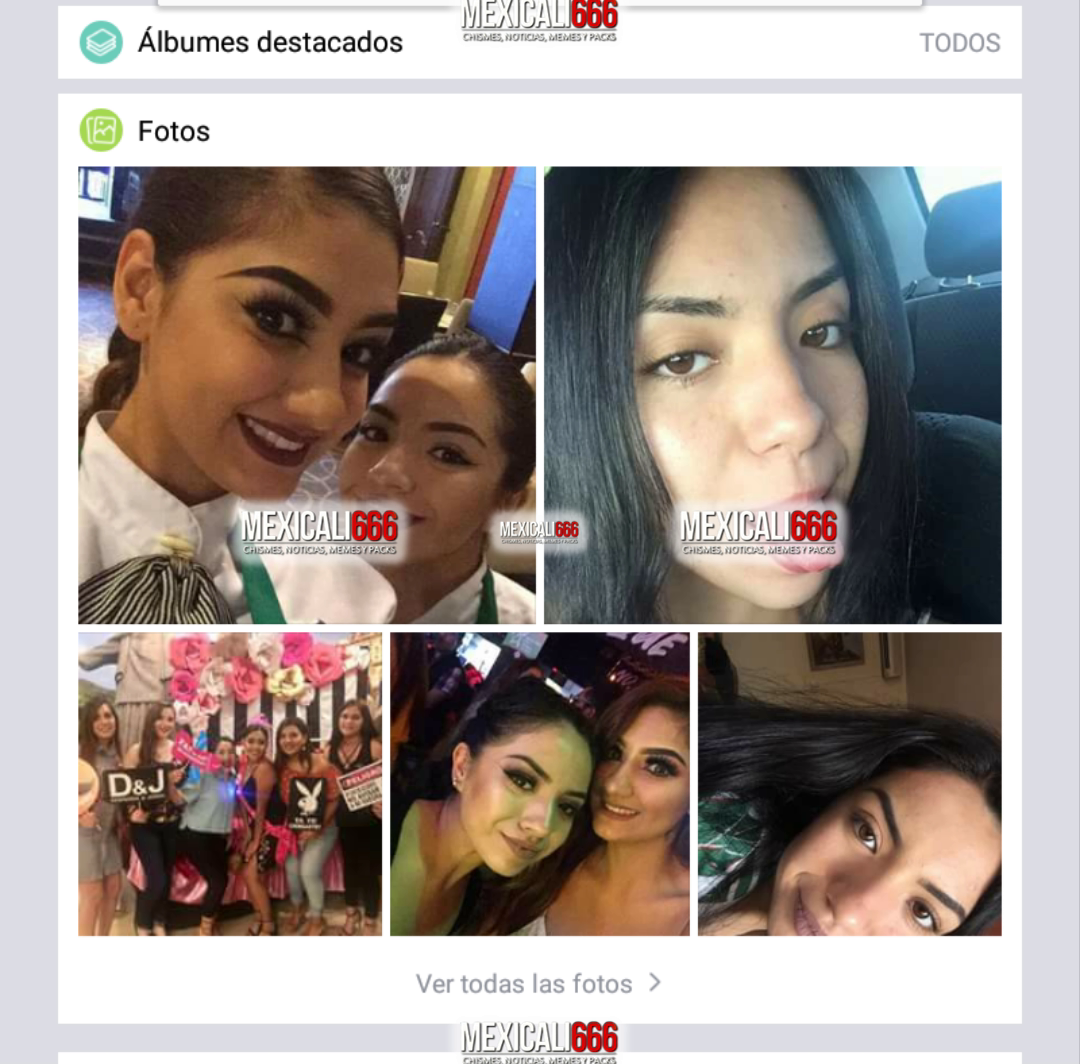 MEXICALI666
CHISMES, NOTICIAS, MEMES Y PACKS
Álbumes destacados
TODOS
Fotos
MEXICALI666
CHISMES, NOTICIAS, MEMES Y PACKS
MEXICALI666
CHISMES, NOTICIAS, MEMES Y PACKS
MEXICALI666
CHISMES, NOTICIAS, MEMES Y PACKS
D&J
PELIGRO
Ver todas las fotos
MEXICALI666
CHISMES, NOTICIAS, MEMES Y PACKS